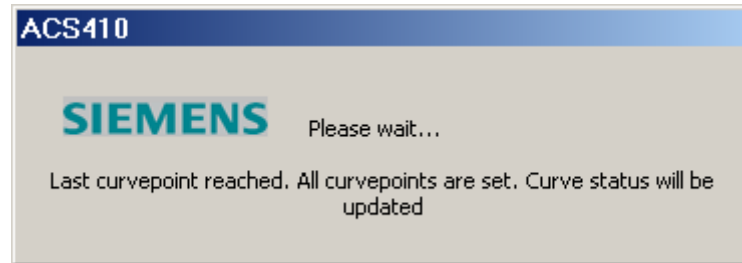 ACS410
SIEMENS Please wait...
Last curvepoint reached. All curvepoints are set. Curve status will be
updated